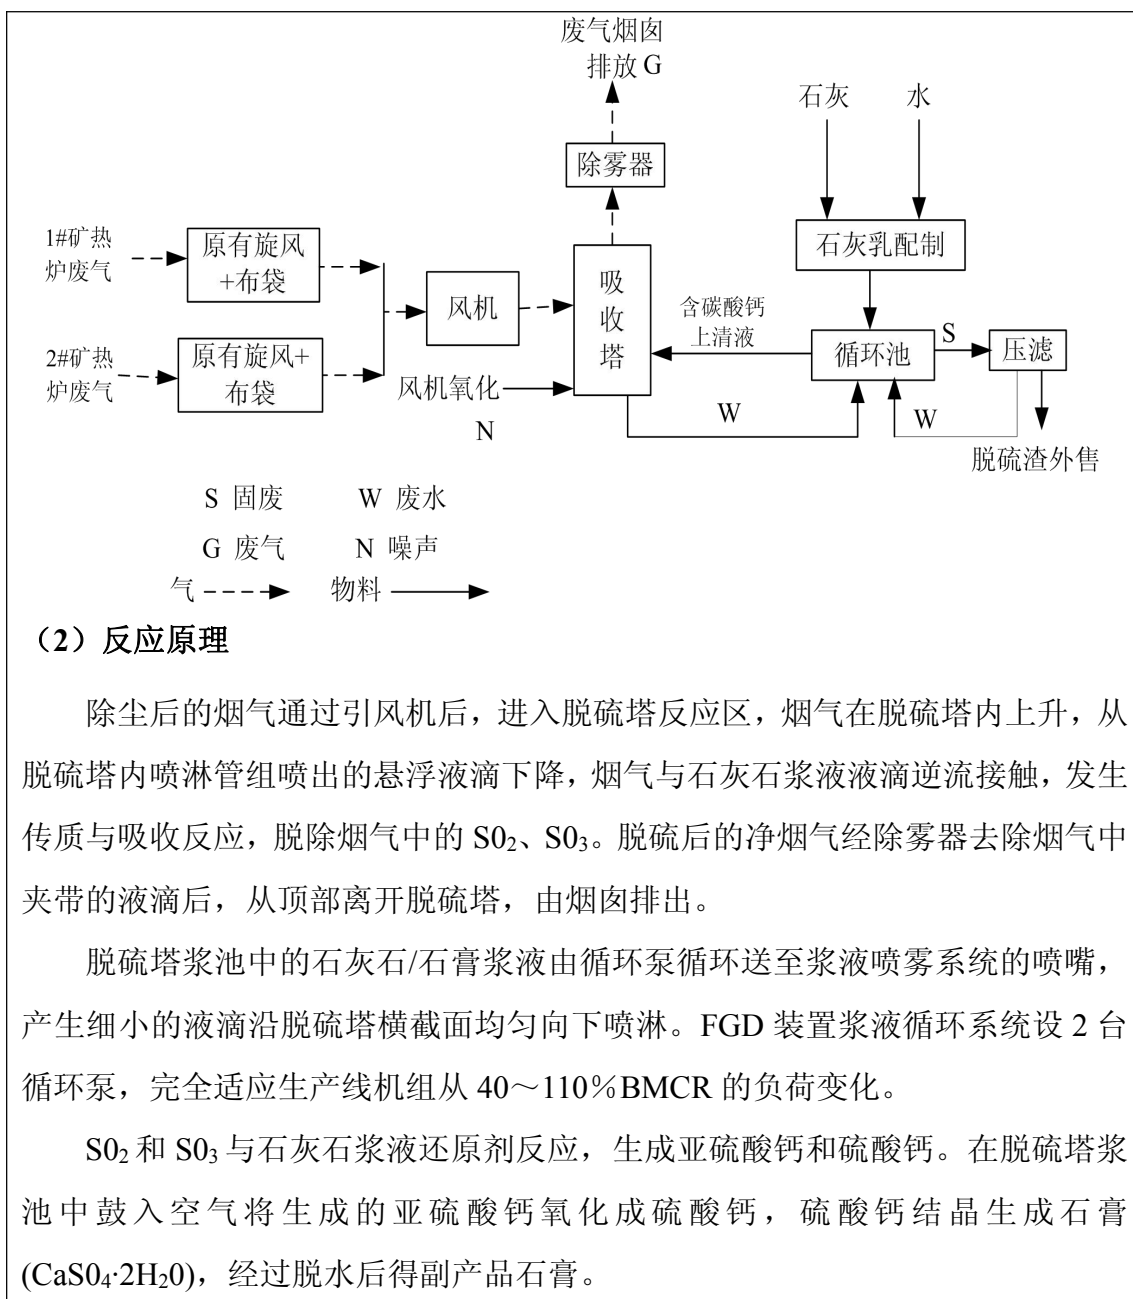 废气烟囱
排放 G
石灰
水
除雾器
1#矿热
炉废气
原有旋风
+布袋
石灰乳配制
风机
吸
收
塔
含碳酸钙
上清液
循环池
S
压滤
2#矿热
炉废气
原有旋风+
布袋
风机氧化
N
W
W
脱硫渣外售
S 固废
W 废水
G 废气
N 噪声
气
物料
（2）反应原理
除尘后的烟气通过引风机后，进入脱硫塔反应区，烟气在脱硫塔内上升，从
脱硫塔内喷淋管组喷出的悬浮液滴下降，烟气与石灰石浆液液滴逆流接触，发生
传质与吸收反应，脱除烟气中的 S0₂、S0₃。脱硫后的净烟气经除雾器去除烟气中
夹带的液滴后，从顶部离开脱硫塔，由烟囱排出。
脱硫塔浆池中的石灰石/石膏浆液由循环泵循环送至浆液喷雾系统的喷嘴，
产生细小的液滴沿脱硫塔横截面均匀向下喷淋。FGD 装置浆液循环系统设 2 台
循环泵，完全适应生产线机组从 40～110％BMCR 的负荷变化。
S0₂ 和 S0₃ 与石灰石浆液还原剂反应，生成亚硫酸钙和硫酸钙。在脱硫塔浆
池中鼓入空气将生成的亚硫酸钙氧化成硫酸钙，硫酸钙结晶生成石膏
(CaS0₄·2H₂0)，经过脱水后得副产品石膏。